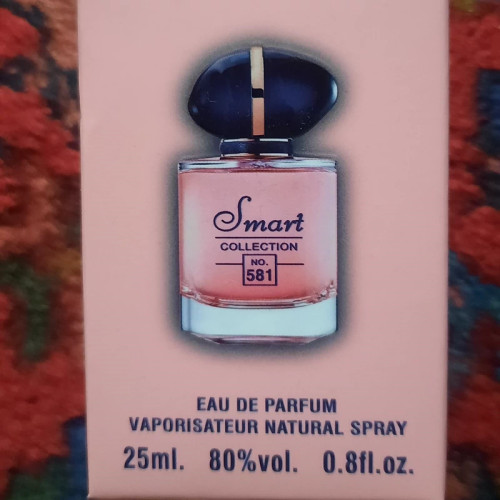 Smart
COLLECTION
NO.
581
EAU DE PARFUM
VAPORISATEUR NATURAL SPRAY
25ml. 80%vol. 0.8fl.oz.